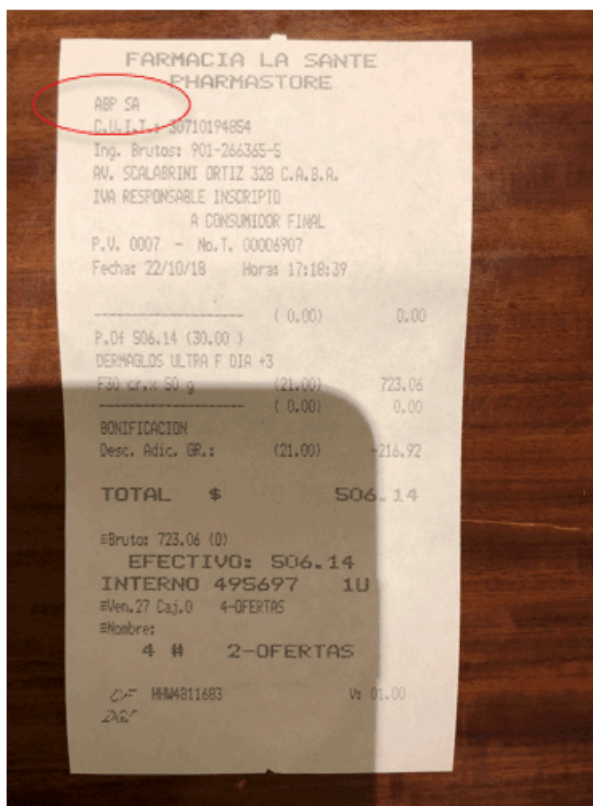 FARMACIA LA SANTE
PHARMASTORE
ABP SA
C.U.I.T.: 30710194854
Ing. Brutos: 901-266365-5
AV. SCALABRINI ORTIZ 328 C.A.B.A.
IVA RESPONSABLE INSCRIPTO
A CONSUMIDOR FINAL
P.V. 0007 - No.T. 00006907
Fecha: 22/10/18 Hora: 17:18:39
-------------------- ( 0.00) 0.00
P.Of 506.14 (30.00 )
DERMAGLOS ULTRA F DIA +3
F30 cr.x 50 g (21.00) 723.06
-------------------- ( 0.00) 0.00
BONIFICACION
Desc. Adic. GR.: (21.00) -216.92
TOTAL $ 506.14
=Bruto: 723.06 (0)
EFECTIVO: 506.14
INTERNO 495697 1U
=Ven.27 Caj.0 4-OFERTAS
=Nombre:
4 # 2-OFERTAS
CF HHW4811683 V: 01.00
DGI